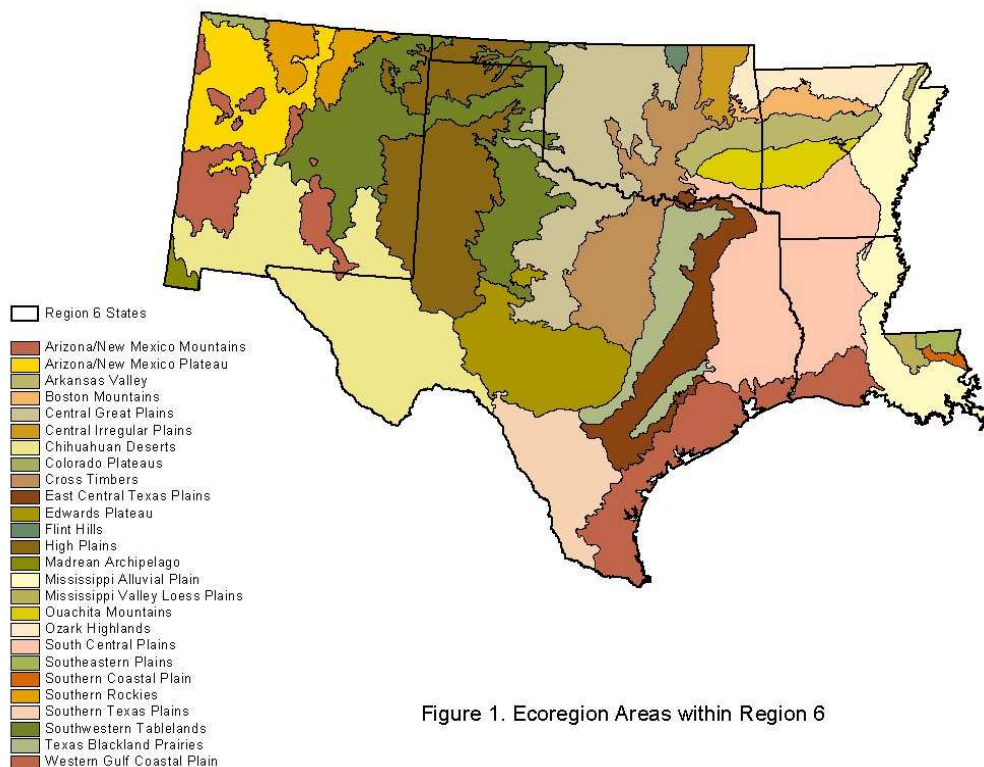 Region 6 States
Arizona/New Mexico Mountains
Arizona/New Mexico Plateau
Arkansas Valley
Boston Mountains
Central Great Plains
Central Irregular Plains
Chihuahuan Deserts
Colorado Plateaus
Cross Timbers
East Central Texas Plains
Edwards Plateau
Flint Hills
High Plains
Madrean Archipelago
Mississippi Alluvial Plain
Mississippi Valley Loess Plains
Ouachita Mountains
Ozark Highlands
South Central Plains
Southeastern Plains
Southern Coastal Plain
Southern Rockies
Southern Texas Plains
Southwestern Tablelands
Texas Blackland Prairies
Western Gulf Coastal Plain
Figure 1. Ecoregion Areas within Region 6